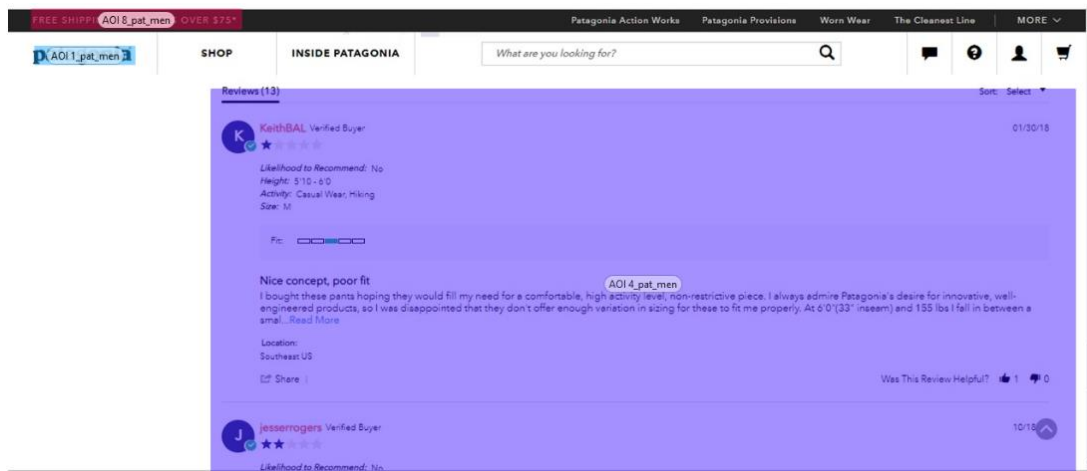 FREE SHIPPI AOI 8_pat_men OVER $75* Patagonia Action Works Patagonia Provisions Worn Wear The Cleanest Line MORE
p AOI 1_pat_men a SHOP INSIDE PATAGONIA What are you looking for?
Reviews (13) Sort: Select
K KeithBAL Verified Buyer 01/30/18
Likelihood to Recommend: No
Height: 5'10 - 6'0
Activity: Casual Wear, Hiking
Size: M
Fit:
Nice concept, poor fit
AOI 4_pat_men
I bought these pants hoping they would fill my need for a comfortable, high activity level, non-restrictive piece. I always admire Patagonia's desire for innovative, well-
engineered products, so I was disappointed that they don't offer enough variation in sizing for these to fit me properly. At 6'0"(33" inseam) and 155 lbs I fall in between a
smal...Read More
Location:
Southeast US
Share Was This Review Helpful? 1 0
J jesserrogers Verified Buyer 10/18
Likelihood to Recommend: No